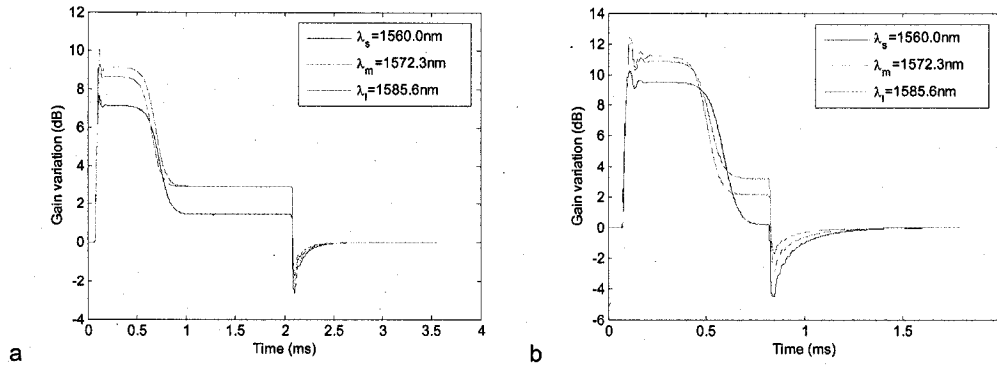 14
12
10
8
6
4
2
0
-2
-4
Gain variation (dB)
0
0.5
1
1.5
2
2.5
3
3.5
4
Time (ms)
λs=1560.0nm
λm=1572.3nm
λl=1585.6nm
a
14
12
10
8
6
4
2
0
-2
-4
-6
Gain variation (dB)
0
0.5
1
1.5
Time (ms)
λs=1560.0nm
λm=1572.3nm
λl=1585.6nm
b